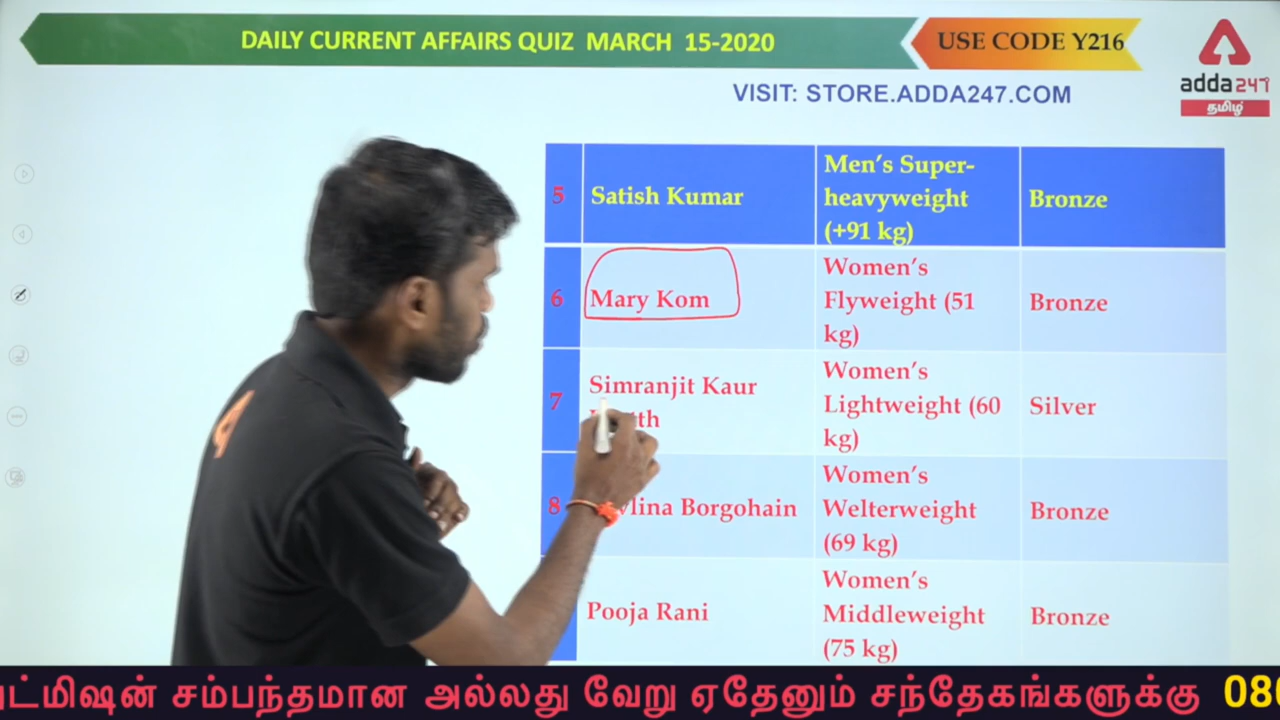 DAILY CURRENT AFFAIRS QUIZ MARCH 15-2020
USE CODE Y216
adda247
தமிழ்
VISIT: STORE.ADDA247.COM
5 Satish Kumar Men's Super-heavyweight (+91 kg) Bronze
6 Mary Kom Women's Flyweight (51 kg) Bronze
7 Simranjit Kaur Women's Lightweight (60 kg) Silver
8 Borgohain Women's Welterweight (69 kg) Bronze
Pooja Rani Women's Middleweight (75 kg) Bronze
சம்பந்தமான அல்லது வேறு ஏதேனும் சந்தேகங்களுக்கு